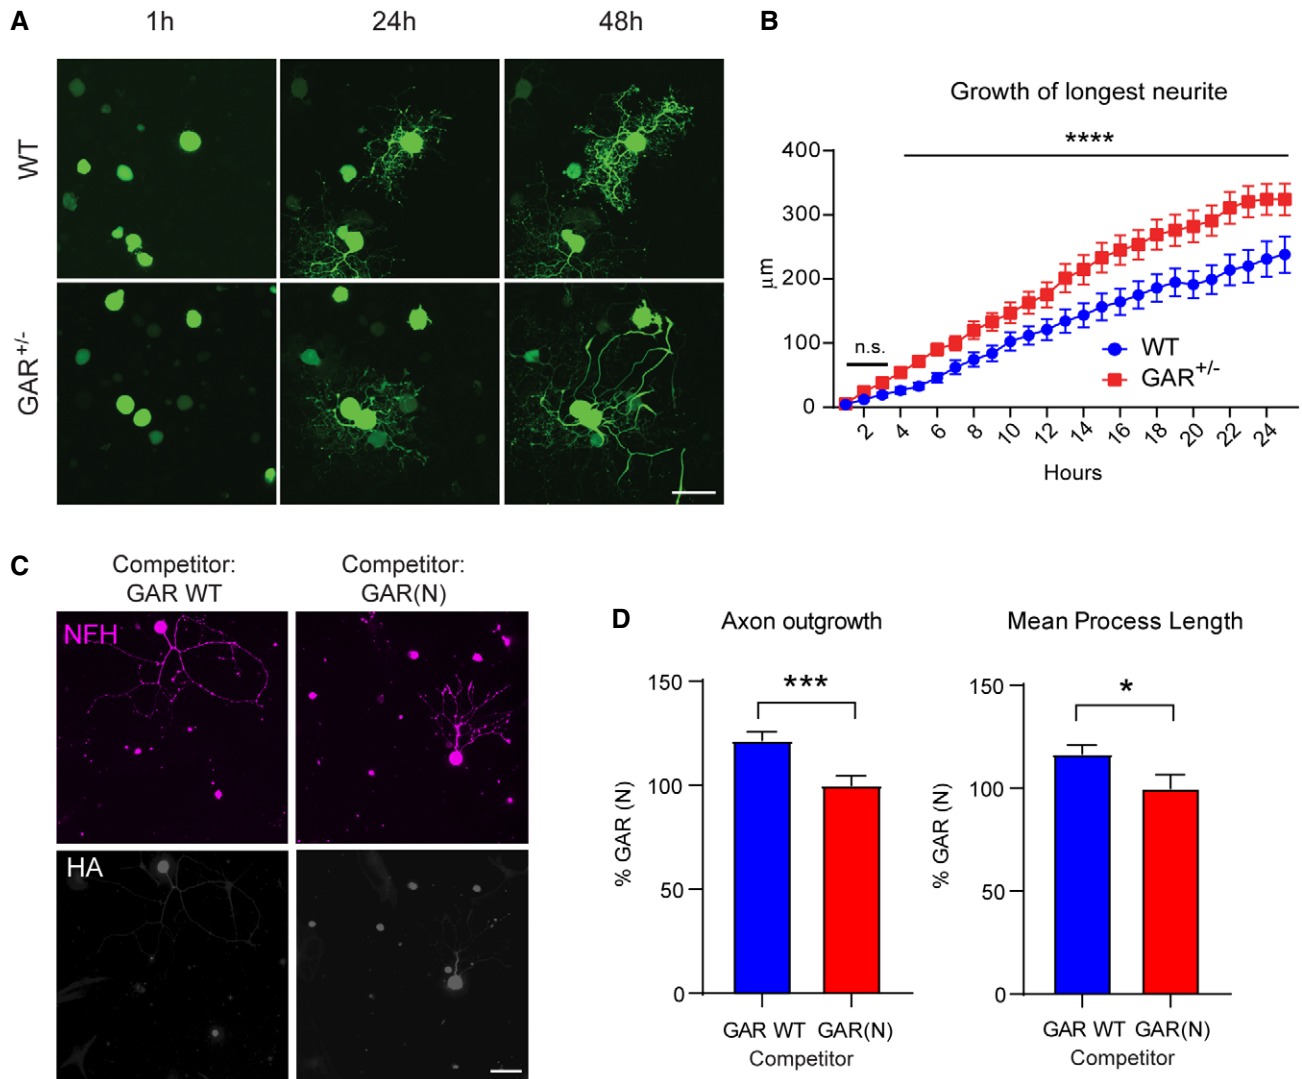 A
1h 24h 48h
WT
GAR+/-
B
Growth of longest neurite
****
400
300
200
100
0
µm
n.s.
WT
GAR+/-
2 4 6 8 10 12 14 16 18 20 22 24
Hours
C
Competitor: Competitor:
GAR WT GAR(N)
NFH
HA
D
Axon outgrowth
***
150
100
50
0
% GAR (N)
GAR WT GAR(N)
Competitor
Mean Process Length
*
150
100
50
0
% GAR (N)
GAR WT GAR(N)
Competitor